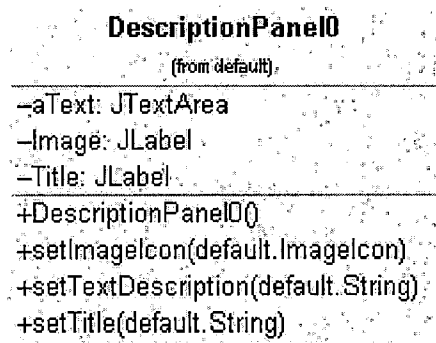 DescriptionPanel0
(from default)
–aText: JTextArea
–Image: JLabel
–Title: JLabel
+DescriptionPanel0()
+setImageIcon(default.ImageIcon)
+setTextDescription(default.String)
+setTitle(default.String)